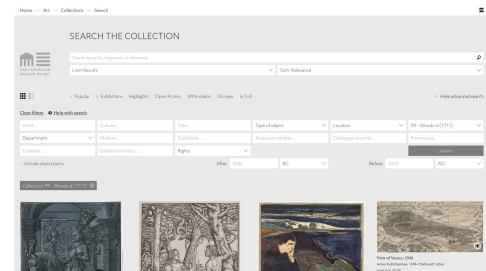 Home – Art – Collections – Search
SEARCH THE COLLECTION
THE CLEVELAND
MUSEUM OF ART
Search by artist, keyword, or reference
Limit Results
Sort: Relevance
Popular
Exhibitions
Highlights
Open Access
With videos
On view
In 3-D
Hide advanced search
Clear filters
Help with search
Artist...
Culture...
Title...
Type of object
Location
PR - Woodcut (1711)
Department
Medium...
Credit line...
Accession number...
Catalogue raisonné...
Provenance...
Citations...
Exhibition history...
Rights
Search
Include object parts
After
BC
Before
AD
Collection: PR - Woodcut (1711)
View of Venice, 1500